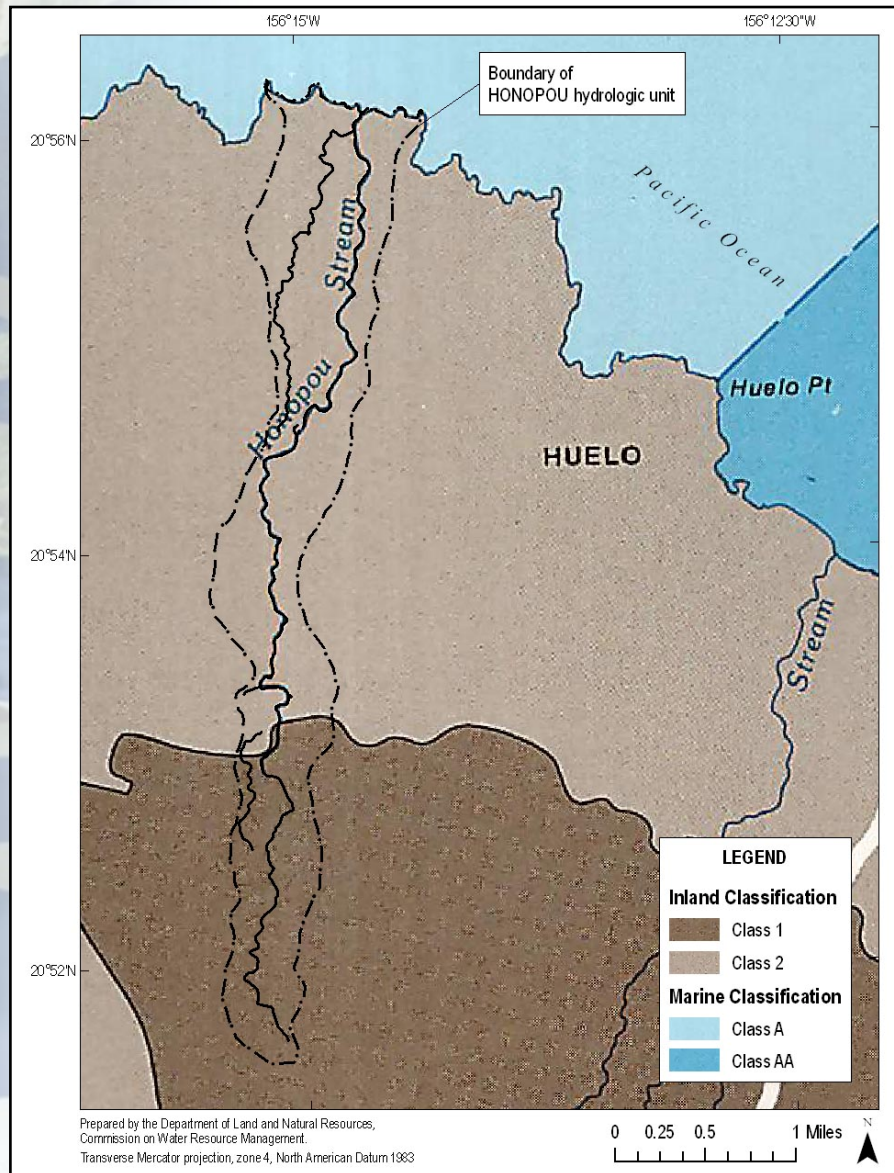 156°15'W
156°12'30"W
Boundary of
HONOPOU hydrologic unit
20°56'N
Pacific Ocean
Stream
Huelo Pt
Honopou
HUELO
20°54'N
Stream
LEGEND
Inland Classification
Class 1
Class 2
20°52'N
Marine Classification
Class A
Class AA
Prepared by the Department of Land and Natural Resources,
Commission on Water Resource Management.
Transverse Mercator projection, zone 4, North American Datum 1983
0 0.25 0.5 1 Miles
N